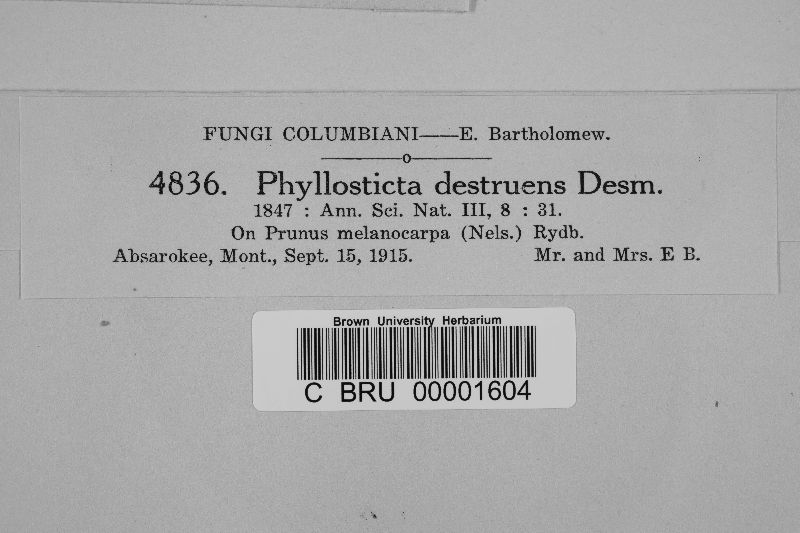 FUNGI COLUMBIANI——E. Bartholomew.
4836. Phyllosticta destruens Desm.
1847 : Ann. Sci. Nat. III, 8 : 31.
On Prunus melanocarpa (Nels.) Rydb.
Absarokee, Mont., Sept. 15, 1915. Mr. and Mrs. E B.
Brown University Herbarium
C BRU 00001604